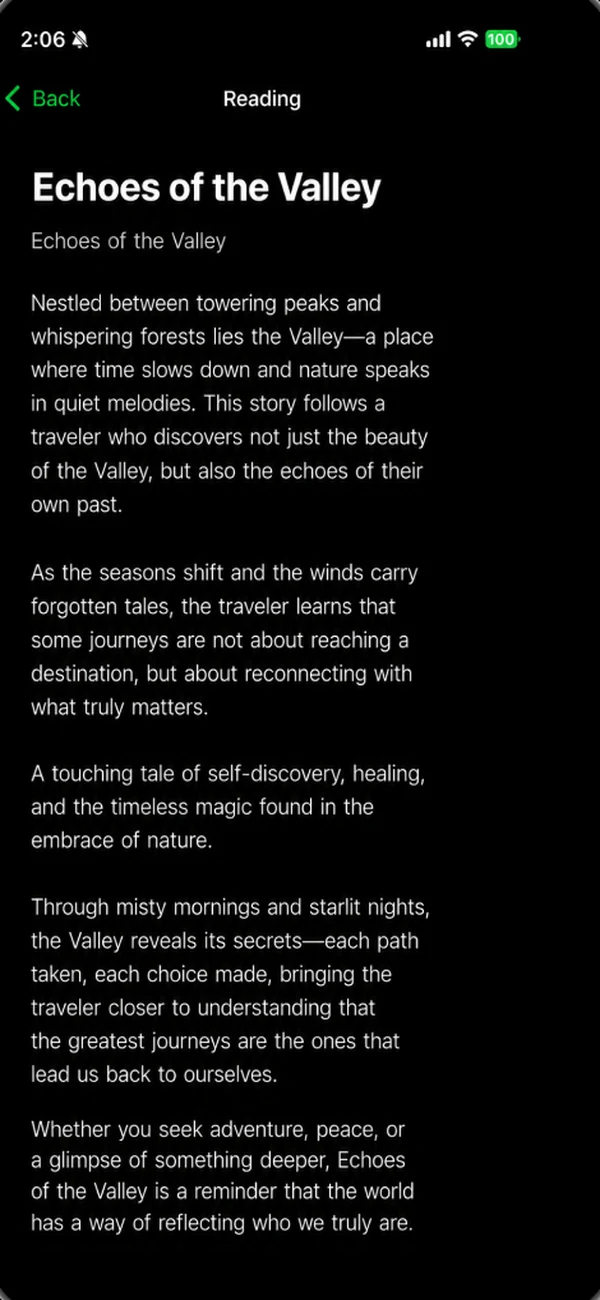 2:06
100
Back
Reading
Echoes of the Valley
Echoes of the Valley
Nestled between towering peaks and
whispering forests lies the Valley—a place
where time slows down and nature speaks
in quiet melodies. This story follows a
traveler who discovers not just the beauty
of the Valley, but also the echoes of their
own past.
As the seasons shift and the winds carry
forgotten tales, the traveler learns that
some journeys are not about reaching a
destination, but about reconnecting with
what truly matters.
A touching tale of self-discovery, healing,
and the timeless magic found in the
embrace of nature.
Through misty mornings and starlit nights,
the Valley reveals its secrets—each path
taken, each choice made, bringing the
traveler closer to understanding that
the greatest journeys are the ones that
lead us back to ourselves.
Whether you seek adventure, peace, or
a glimpse of something deeper, Echoes
of the Valley is a reminder that the world
has a way of reflecting who we truly are.